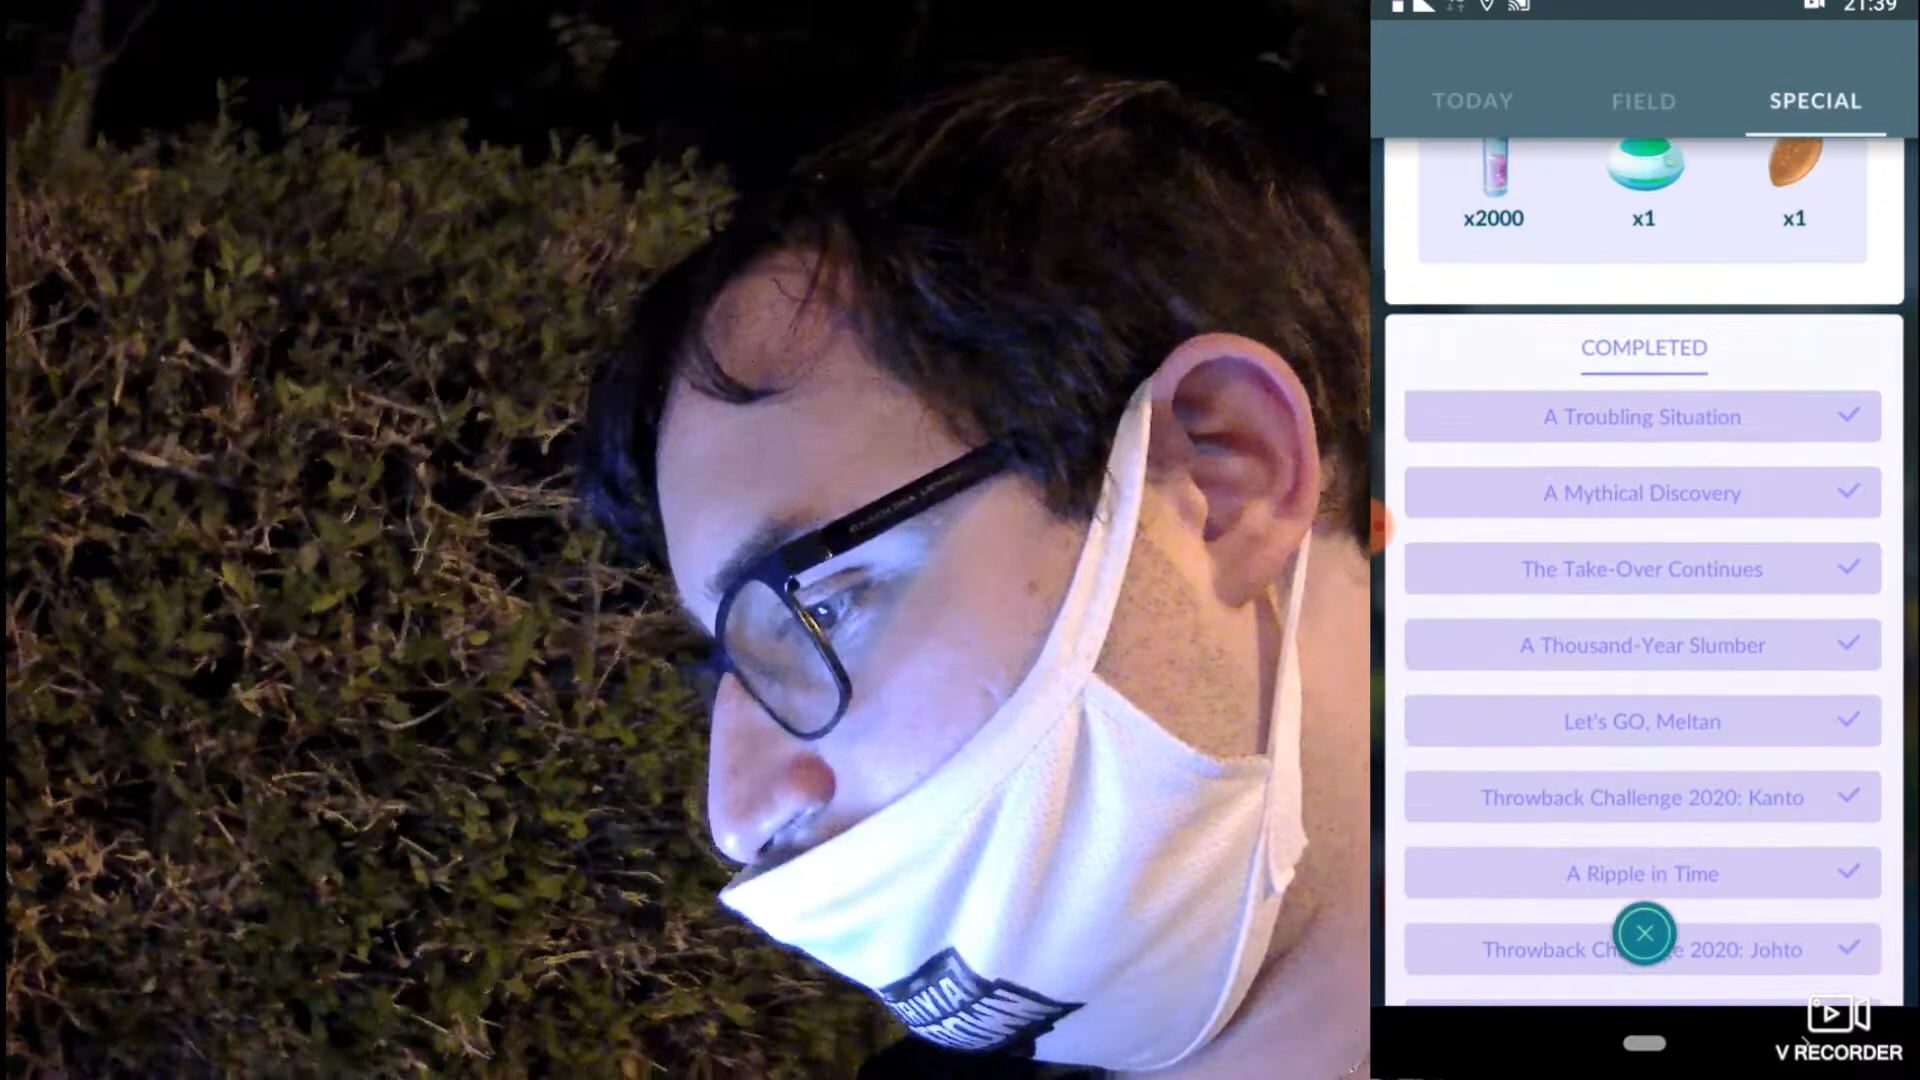 21:39
TODAY FIELD SPECIAL
x2000 x1 x1
COMPLETED
A Troubling Situation
A Mythical Discovery
The Take-Over Continues
A Thousand-Year Slumber
Let's GO, Meltan
Throwback Challenge 2020: Kanto
A Ripple in Time
Throwback 2020: Johto
V RECORDER